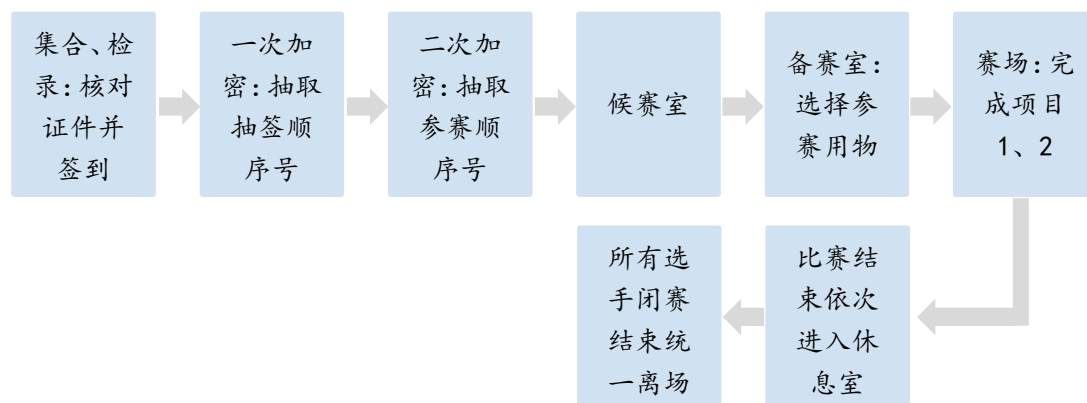 集合、检
录:核对
证件并
签到
一次加
密:抽取
抽签顺
序号
二次加
密:抽取
参赛顺
序号
候赛室
备赛室:
选择参
赛用物
赛场:完
成项目
1、2
比赛结
束依次
进入休
息室
所有选
手闭赛
结束统
一离场